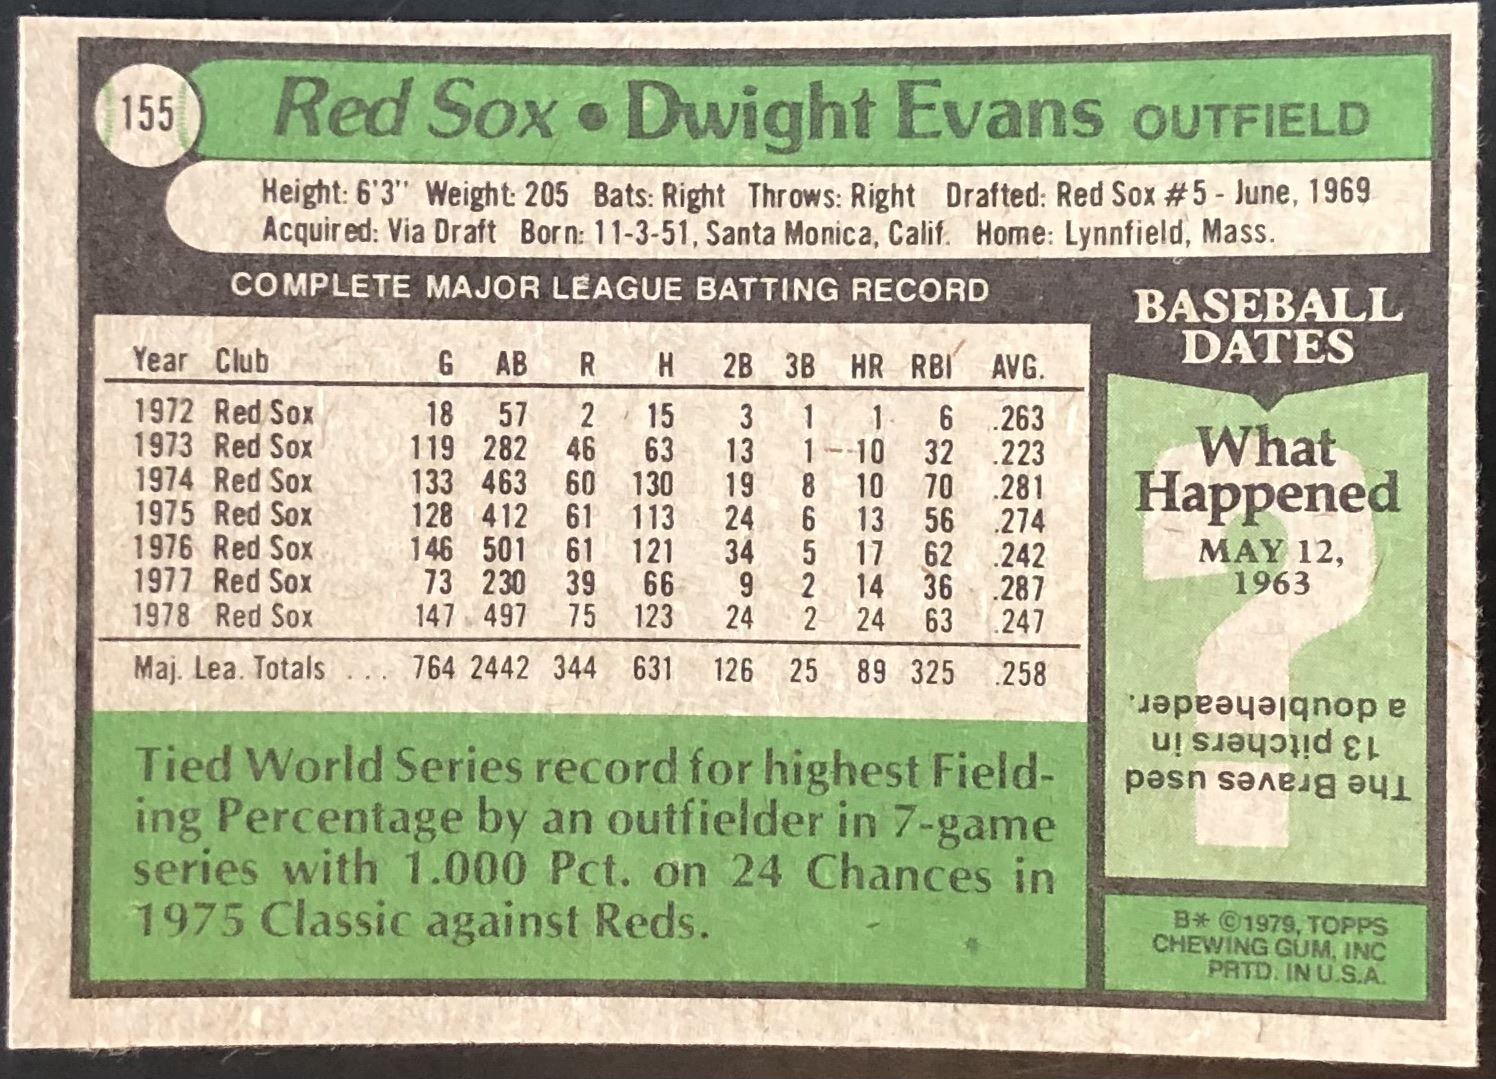 155
Red Sox • Dwight Evans OUTFIELD
Height: 6'3" Weight: 205 Bats: Right Throws: Right Drafted: Red Sox #5 - June, 1969
Acquired: Via Draft Born: 11-3-51, Santa Monica, Calif. Home: Lynnfield, Mass.
COMPLETE MAJOR LEAGUE BATTING RECORD
Year Club G AB R H 2B 3B HR RBI AVG.
1972 Red Sox 18 57 2 15 3 1 1 6 .263
1973 Red Sox 119 282 46 63 13 1 10 32 .223
1974 Red Sox 133 463 60 130 19 8 10 70 .281
1975 Red Sox 128 412 61 113 24 6 13 56 .274
1976 Red Sox 146 501 61 121 34 5 17 62 .242
1977 Red Sox 73 230 39 66 9 2 14 36 .287
1978 Red Sox 147 497 75 123 24 2 24 63 .247
Maj. Lea. Totals ... 764 2442 344 631 126 25 89 325 .258
Tied World Series record for highest Field-
ing Percentage by an outfielder in 7-game
series with 1.000 Pct. on 24 Chances in
1975 Classic against Reds.
BASEBALL
DATES
What
Happened
MAY 12,
1963
?
The Braves used
13 pitchers in
a doubleheader.
B* ©1979, TOPPS
CHEWING GUM, INC
PRTD. IN U.S.A.